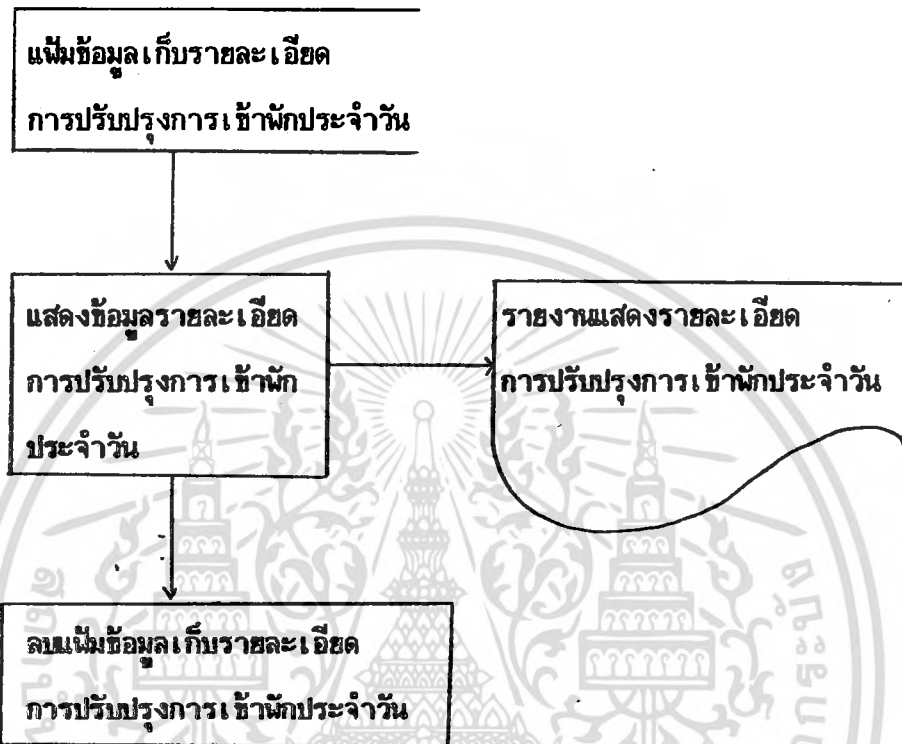 แฟ้มข้อมูลเก็บรายละเอียด
การปรับปรุงการเข้าพักประจำวัน
แสดงข้อมูลรายละเอียด
การปรับปรุงการเข้าพัก
ประจำวัน
รายงานแสดงรายละเอียด
การปรับปรุงการเข้าพักประจำวัน
ลบแฟ้มข้อมูลเก็บรายละเอียด
การปรับปรุงการเข้าพักประจำวัน